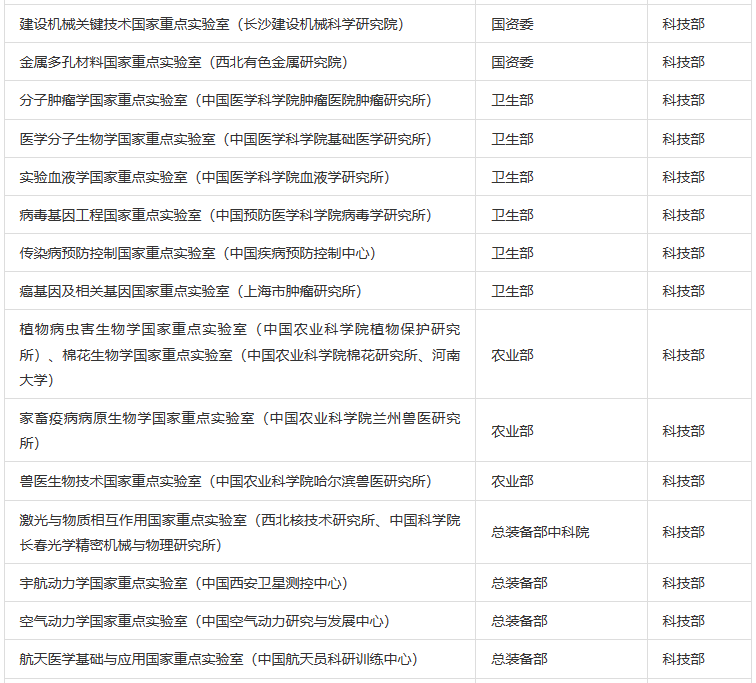 建设机械关键技术国家重点实验室（长沙建设机械科学研究院） 国资委 科技部
金属多孔材料国家重点实验室（西北有色金属研究院） 国资委 科技部
分子肿瘤学国家重点实验室（中国医学科学院肿瘤医院肿瘤研究所） 卫生部 科技部
医学分子生物学国家重点实验室（中国医学科学院基础医学研究所） 卫生部 科技部
实验血液学国家重点实验室（中国医学科学院血液学研究所） 卫生部 科技部
病毒基因工程国家重点实验室（中国预防医学科学院病毒学研究所） 卫生部 科技部
传染病预防控制国家重点实验室（中国疾病预防控制中心） 卫生部 科技部
癌基因及相关基因国家重点实验室（上海市肿瘤研究所） 卫生部 科技部
植物病虫害生物学国家重点实验室（中国农业科学院植物保护研究
所）、棉花生物学国家重点实验室（中国农业科学院棉花研究所、河南
大学）
农业部 科技部
家畜疫病病原生物学国家重点实验室（中国农业科学院兰州兽医研究
所）
农业部 科技部
兽医生物技术国家重点实验室（中国农业科学院哈尔滨兽医研究所） 农业部 科技部
激光与物质相互作用国家重点实验室（西北核技术研究所、中国科学院
长春光学精密机械与物理研究所）
总装备部中科院 科技部
宇航动力学国家重点实验室（中国西安卫星测控中心） 总装备部 科技部
空气动力学国家重点实验室（中国空气动力研究与发展中心） 总装备部 科技部
航天医学基础与应用国家重点实验室（中国航天员科研训练中心） 总装备部 科技部